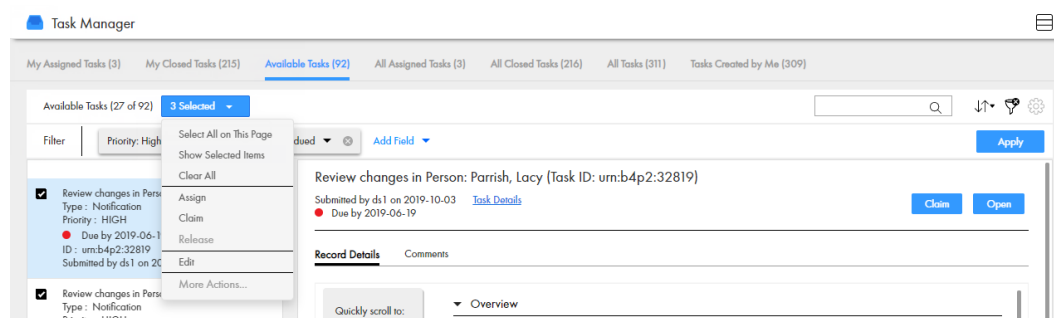 Task Manager
My Assigned Tasks (3) My Closed Tasks (215) Available Tasks (92) All Assigned Tasks (3) All Closed Tasks (216) All Tasks (311) Tasks Created by Me (309)
Available Tasks (27 of 92) 3 Selected
Filter Priority: High dued Add Field Apply
Select All on This Page
Show Selected Items
Clear All
Assign
Claim
Release
Edit
More Actions...
Review changes in Pers
Type : Notification
Priority : HIGH
Due by 2019-06-1
ID : urn:b4p2:32819
Submitted by ds1 on 20
Review changes in Pers
Type : Notification
Review changes in Person: Parrish, Lacy (Task ID: urn:b4p2:32819)
Submitted by ds1 on 2019-10-03 Task Details
Due by 2019-06-19
Claim Open
Record Details Comments
Quickly scroll to:
Overview